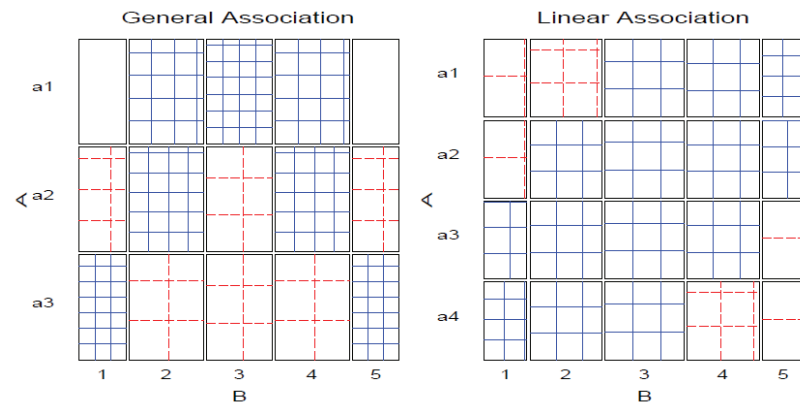 General Association
Linear Association
a1
a2
a3
A
1 2 3 4 5
B
a1
a2
a3
a4
A
1 2 3 4 5
B